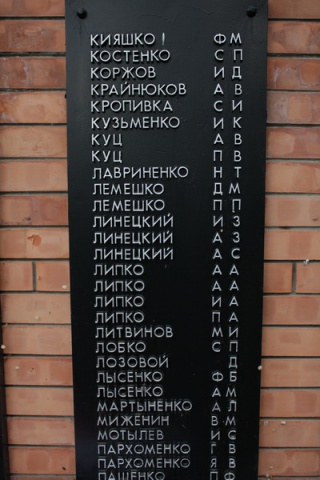 КИЯШКО Ф М
КОСТЕНКО С П
КОРЖОВ И Д
КРАЙНЮКОВ А В
КРОПИВКА С И
КУЗЬМЕНКО И К
КУЦ А В
КУЦ П В
ЛАВРИНЕНКО Н Т
ЛЕМЕШКО Д М
ЛЕМЕШКО П П
ЛИНЕЦКИЙ И З
ЛИНЕЦКИЙ А З
ЛИНЕЦКИЙ А С
ЛИПКО А А
ЛИПКО А А
ЛИПКО И А
ЛИПКО П А
ЛИТВИНОВ М И
ЛОБКО С П
ЛОЗОВОЙ Д
ЛЫСЕНКО Ф Б
ЛЫСЕНКО А М
МАРТЫНЕНКО А Л
МИЖЕНИН В М
МОТЫЛЕВ И С
ПАРХОМЕНКО Г В
ПАРХОМЕНКО Я В
ПАЩЕНКО П Ф